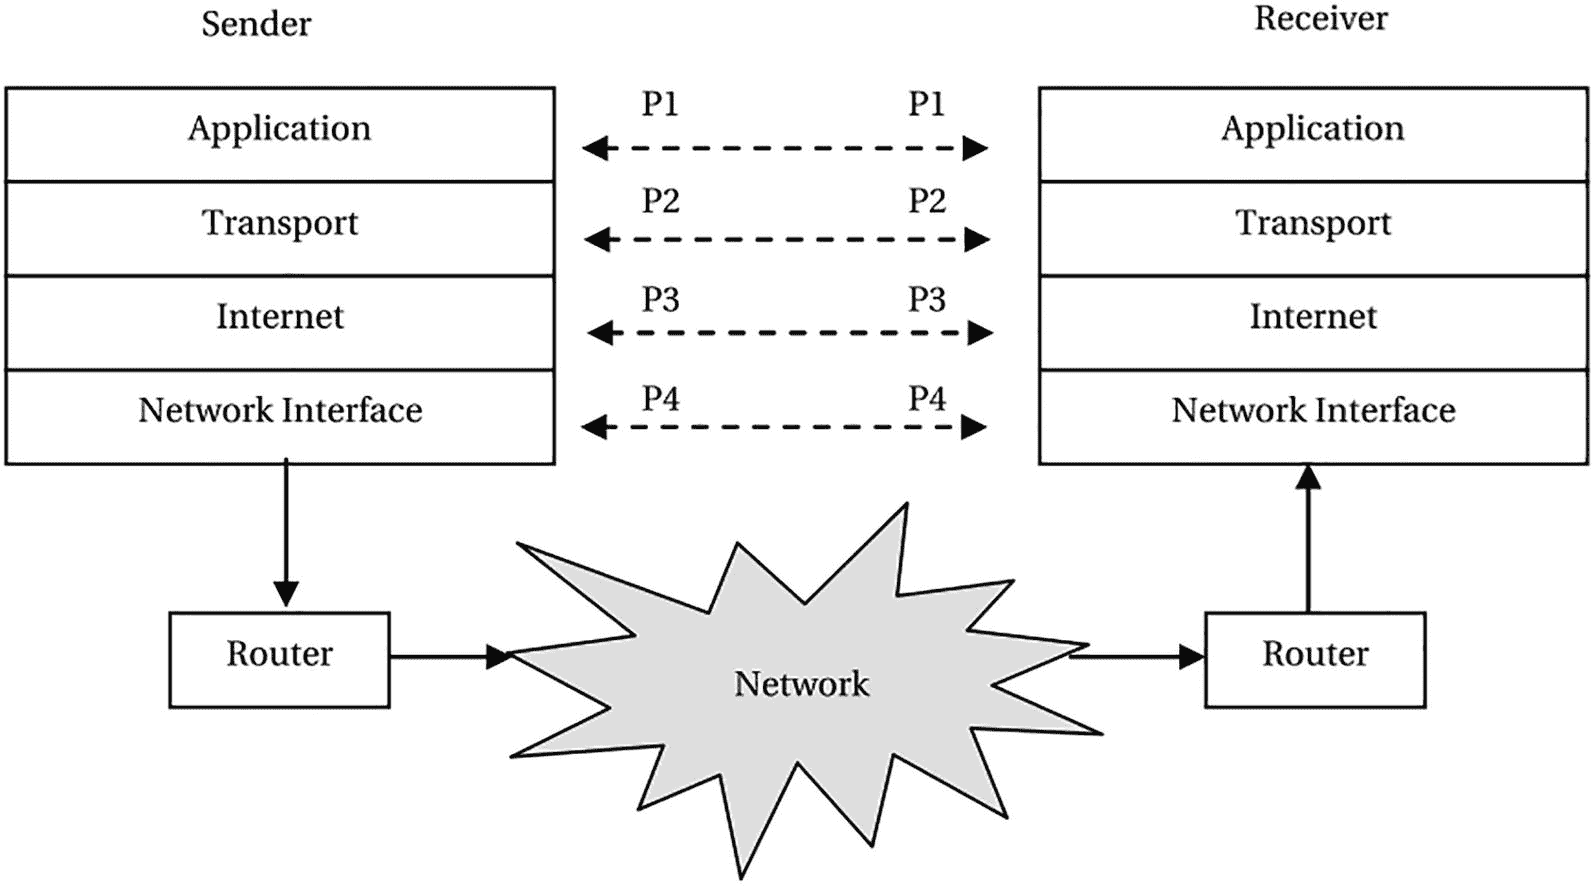 Sender
Receiver
Application
P1
P1
Application
Transport
P2
P2
Transport
Internet
P3
P3
Internet
Network Interface
P4
P4
Network Interface
Router
Network
Router